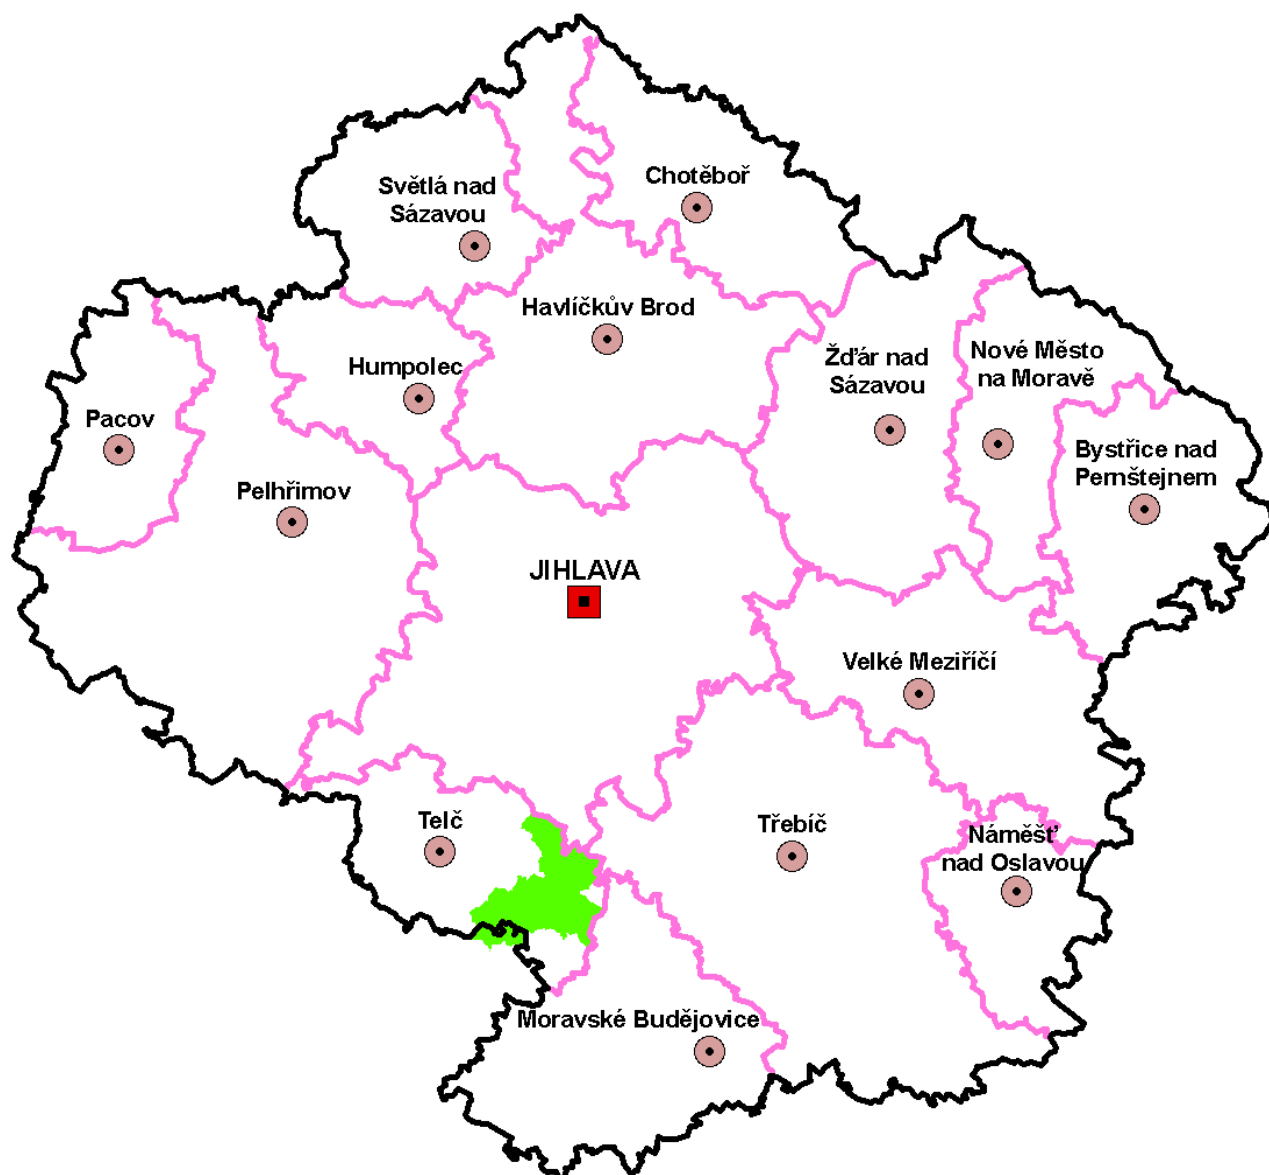 Chotěboř
Světlá nad
Sázavou
Havlíčkův Brod
Humpolec
Žďár nad
Sázavou
Nové Město
na Moravě
Pacov
Bystřice nad
Pernštejnem
Pelhřimov
JIHLAVA
Velké Meziříčí
Telč
Třebíč
Náměšť
nad Oslavou
Moravské Budějovice